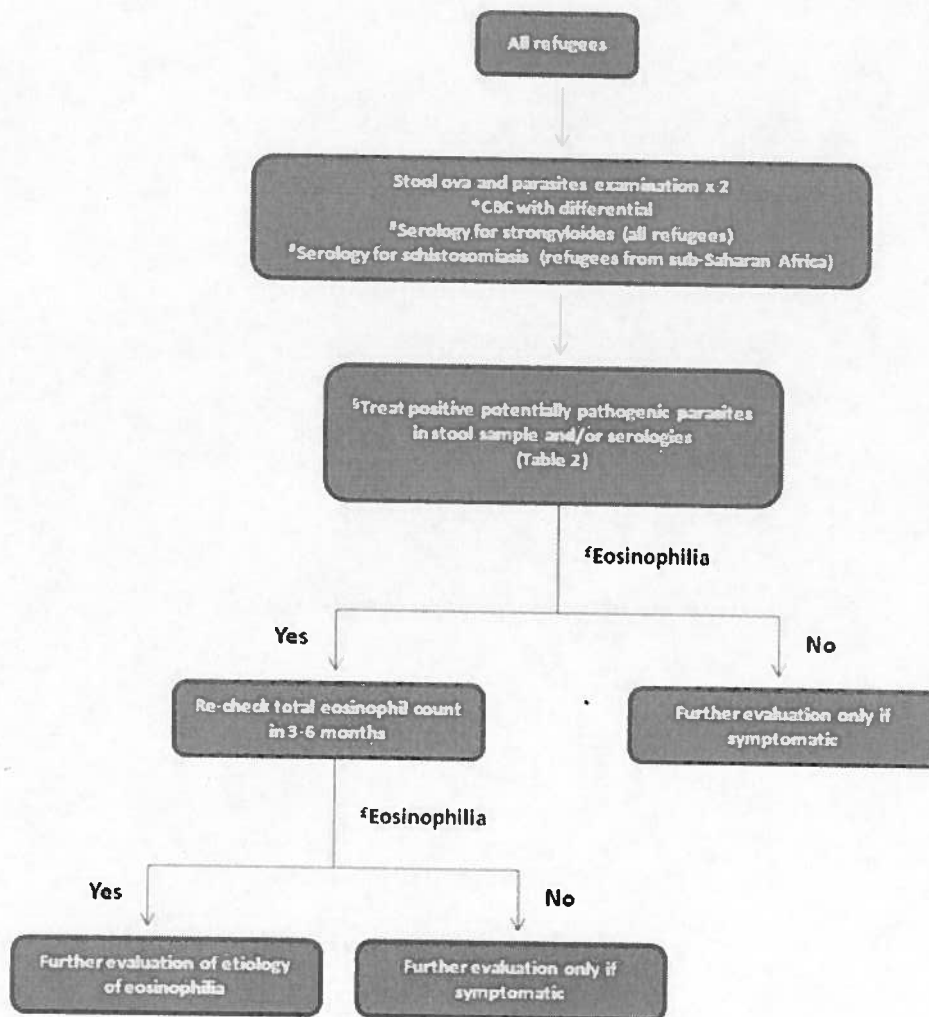 All refugees
Stool ova and parasites examination x 2
*CBC with differential
#Serology for strongyloides (all refugees)
#Serology for schistosomiasis (refugees from sub-Saharan Africa)
§Treat positive potentially pathogenic parasites
in stool sample and/or serologies
(Table 2)
£Eosinophilia
Yes
No
Re-check total eosinophil count
in 3-6 months
Further evaluation only if
symptomatic
£Eosinophilia
Yes
No
Further evaluation of etiology
of eosinophilia
Further evaluation only if
symptomatic